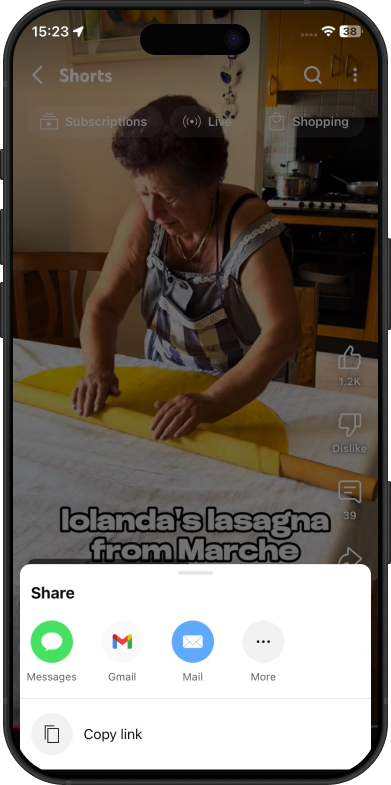 15:23
38
Shorts
Subscriptions
Live
Shopping
1.2K
Dislike
39
Iolanda's lasagna
from Marche
Share
Messages
Gmail
Mail
More
Copy link